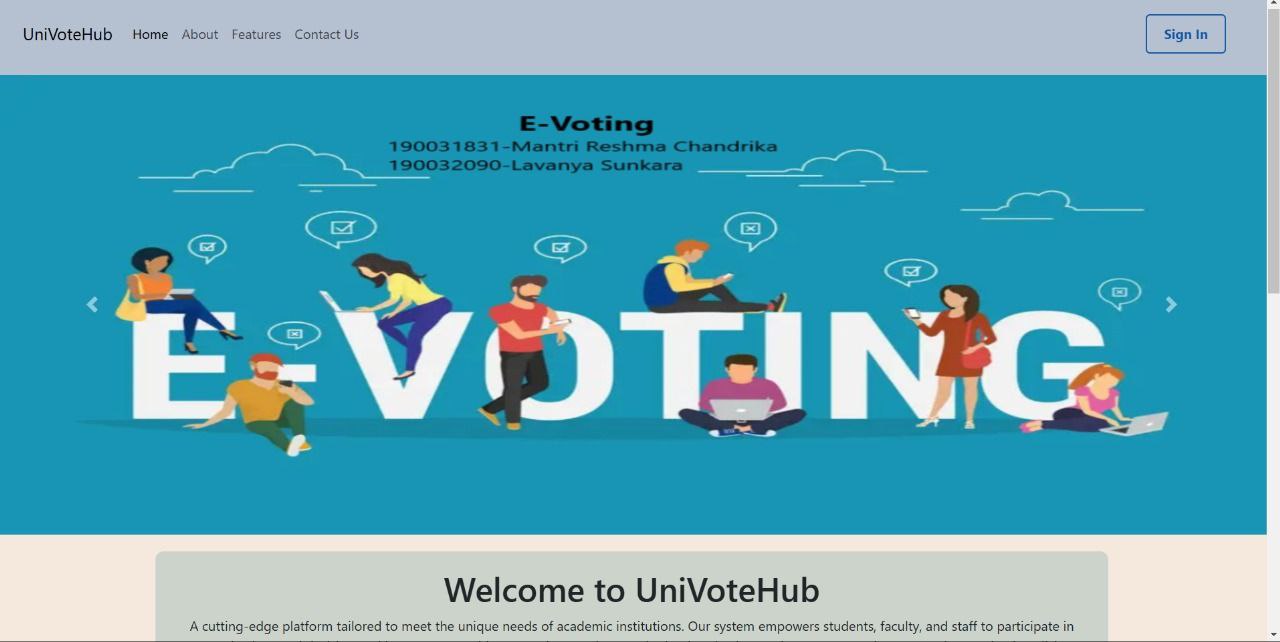 UniVoteHub Home About Features Contact Us Sign In
E-Voting
190031831-Mantri Reshma Chandrika
190032090-Lavanya Sunkara
E-VOTING
Welcome to UniVoteHub
A cutting-edge platform tailored to meet the unique needs of academic institutions. Our system empowers students, faculty, and staff to participate in